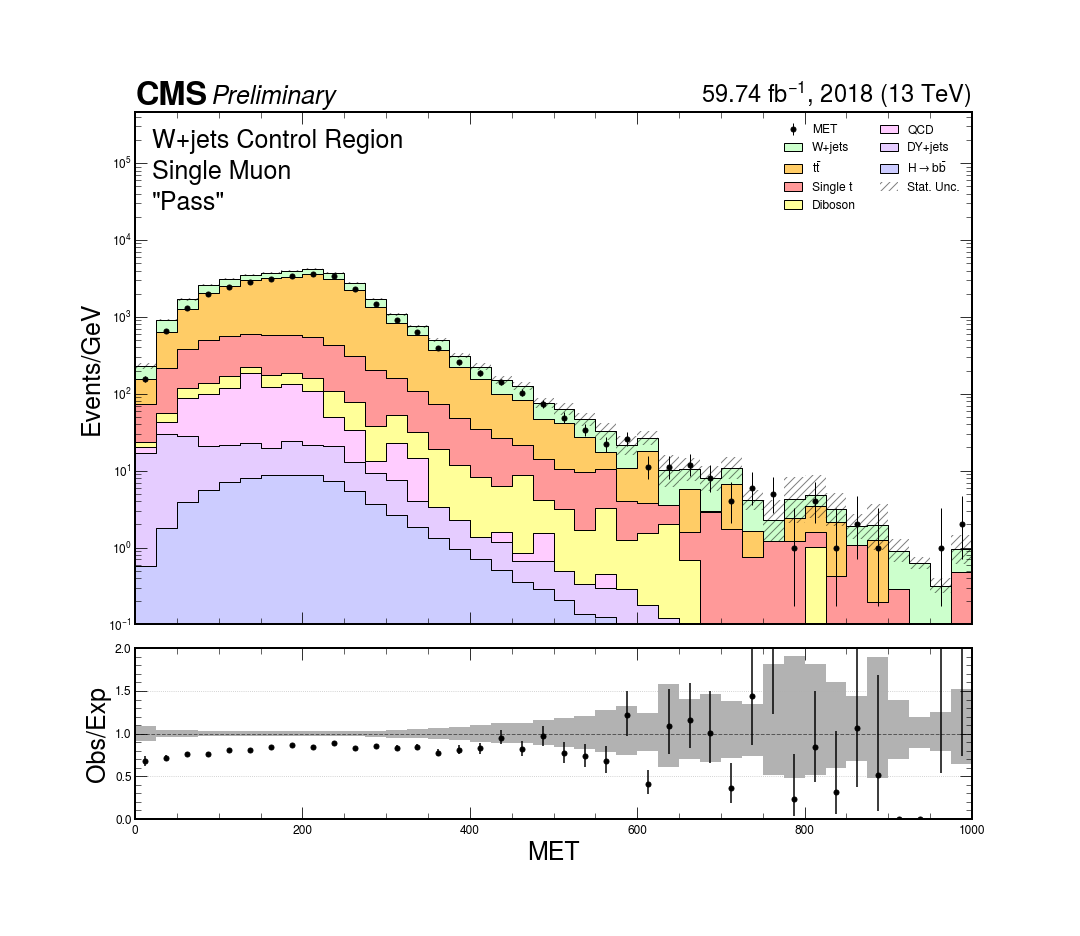 CMS Preliminary 59.74 fb⁻¹, 2018 (13 TeV)
W+jets Control Region
Single Muon
"Pass"
MET
W+jets
tt̄
Single t
Diboson
QCD
DY+jets
H→bb̄
Stat. Unc.
Events/GeV
10⁵
10⁴
10³
10²
10¹
10⁰
10⁻¹
Obs/Exp
2.0
1.5
1.0
0.5
0.0
0 200 400 600 800 1000
MET